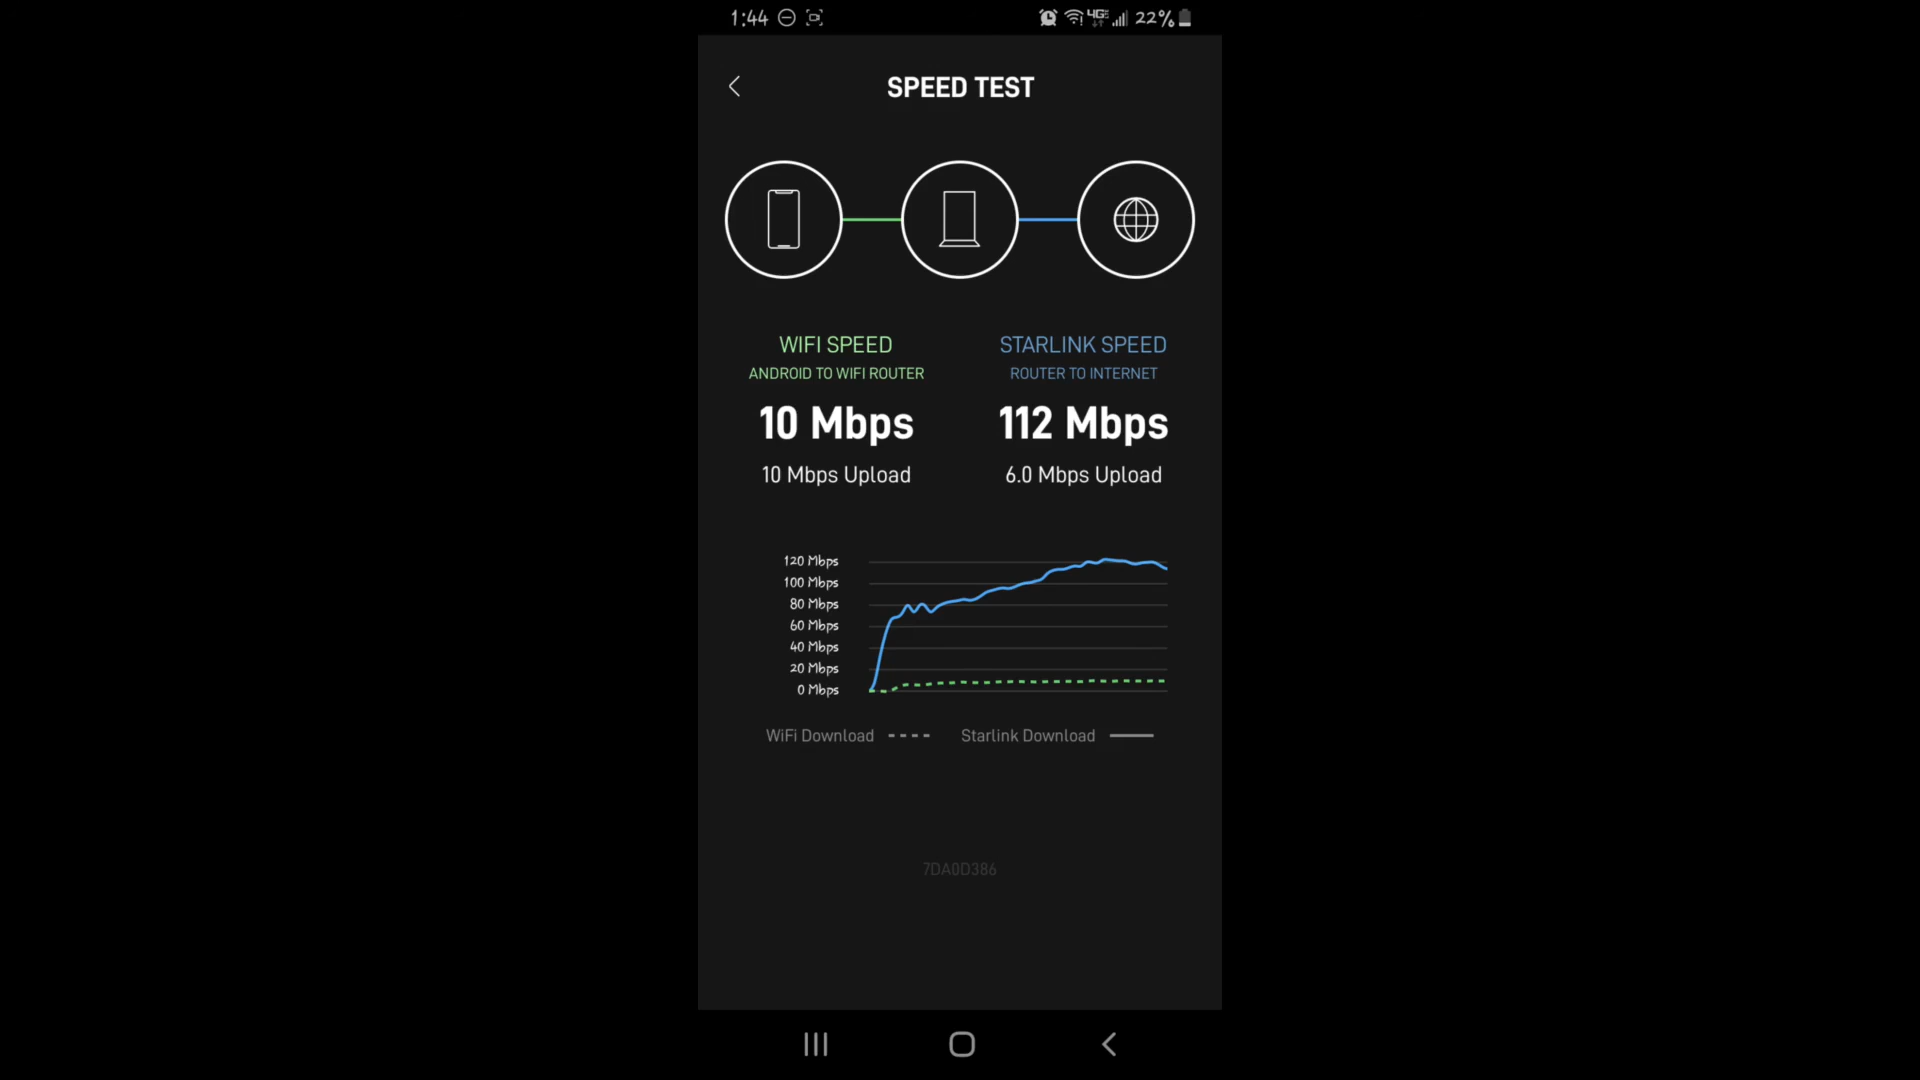 1:44
4GE
22%
SPEED TEST
WIFI SPEED
STARLINK SPEED
ANDROID TO WIFI ROUTER
ROUTER TO INTERNET
10 Mbps
112 Mbps
10 Mbps Upload
6.0 Mbps Upload
120 Mbps
100 Mbps
80 Mbps
60 Mbps
40 Mbps
20 Mbps
0 Mbps
WiFi Download
Starlink Download
7DA0D386